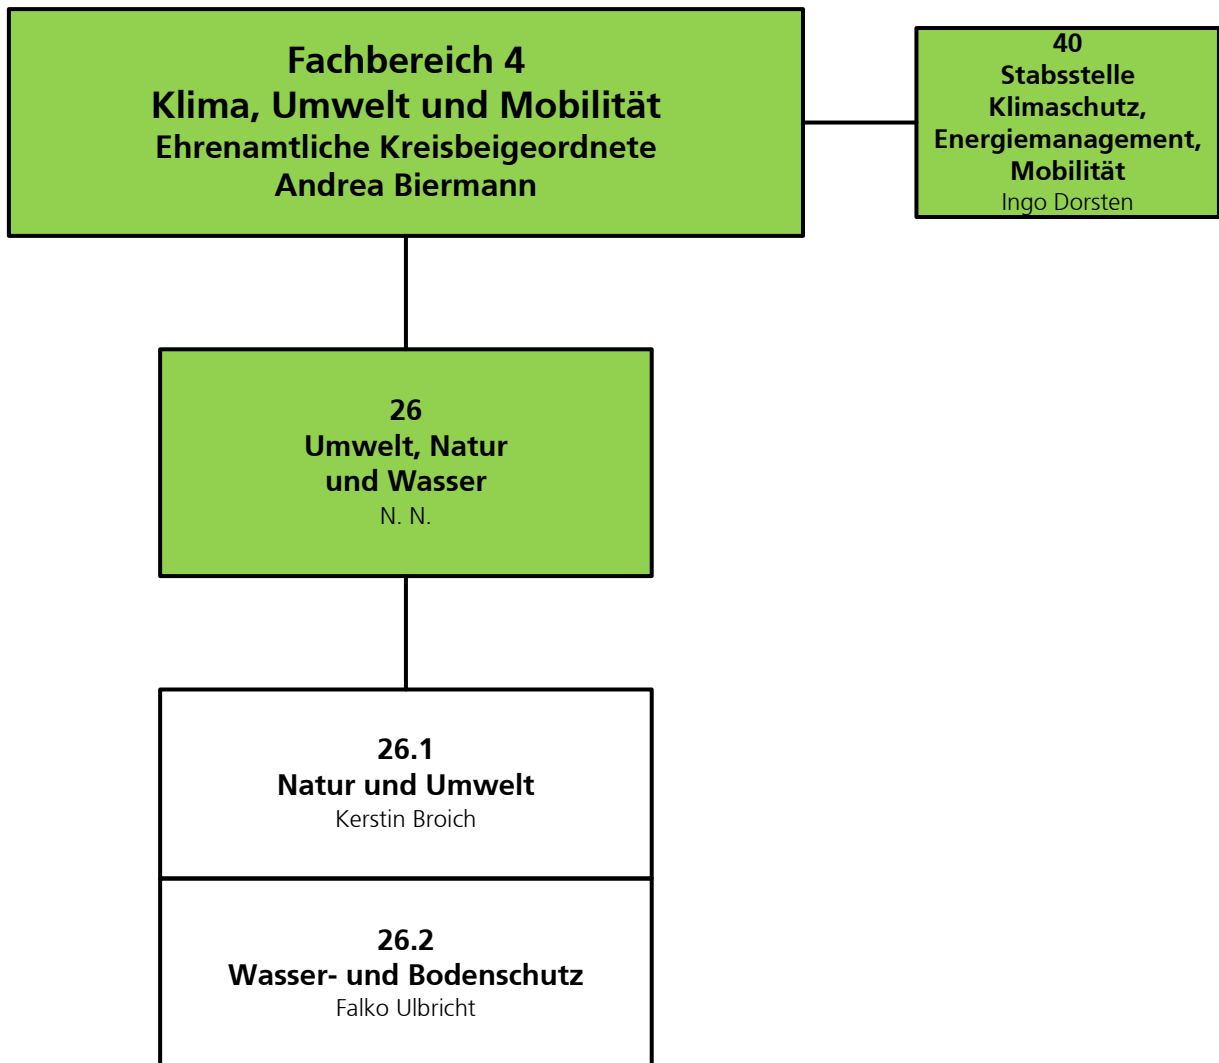 Fachbereich 4
Klima, Umwelt und Mobilität
Ehrenamtliche Kreisbeigeordnete
Andrea Biermann
40
Stabsstelle
Klimaschutz,
Energiemanagement,
Mobilität
Ingo Dorsten
26
Umwelt, Natur
und Wasser
N. N.
26.1
Natur und Umwelt
Kerstin Broich
26.2
Wasser- und Bodenschutz
Falko Ulbricht